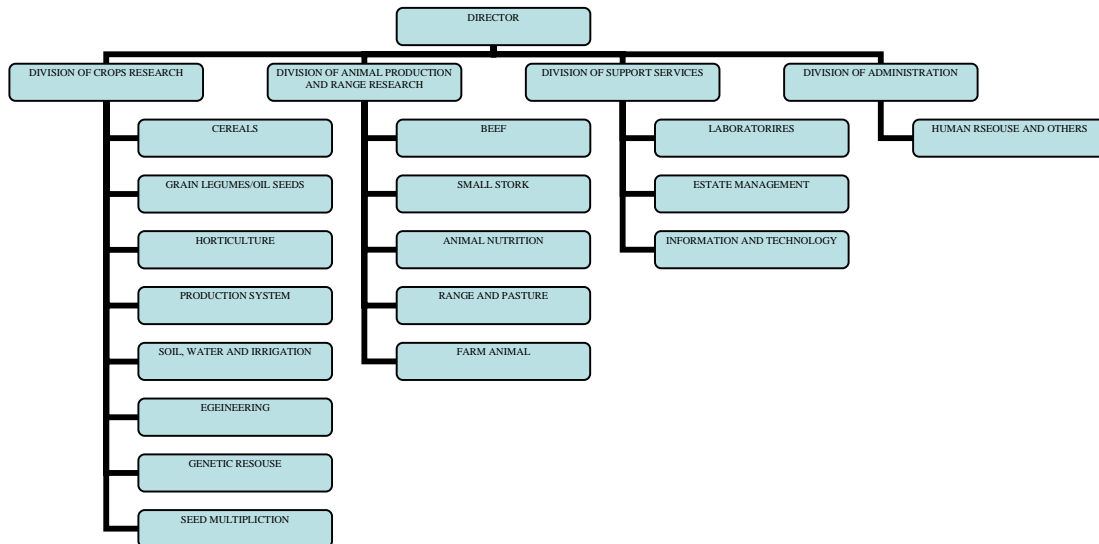 DIRECTOR
DIVISION OF CROPS RESEARCH
DIVISION OF ANIMAL PRODUCTION
AND RANGE RESEARCH
DIVISION OF SUPPORT SERVICES
DIVISION OF ADMINISTRATION
CEREALS
GRAIN LEGUMES/OIL SEEDS
HORTICULTURE
PRODUCTION SYSTEM
SOIL, WATER AND IRRIGATION
EGEINEERING
GENETIC RESOUSE
SEED MULTIPLICTION
BEEF
SMALL STORK
ANIMAL NUTRITION
RANGE AND PASTURE
FARM ANIMAL
LABORATORIRES
ESTATE MANAGEMENT
INFORMATION AND TECHNOLOGY
HUMAN RSEOUSE AND OTHERS